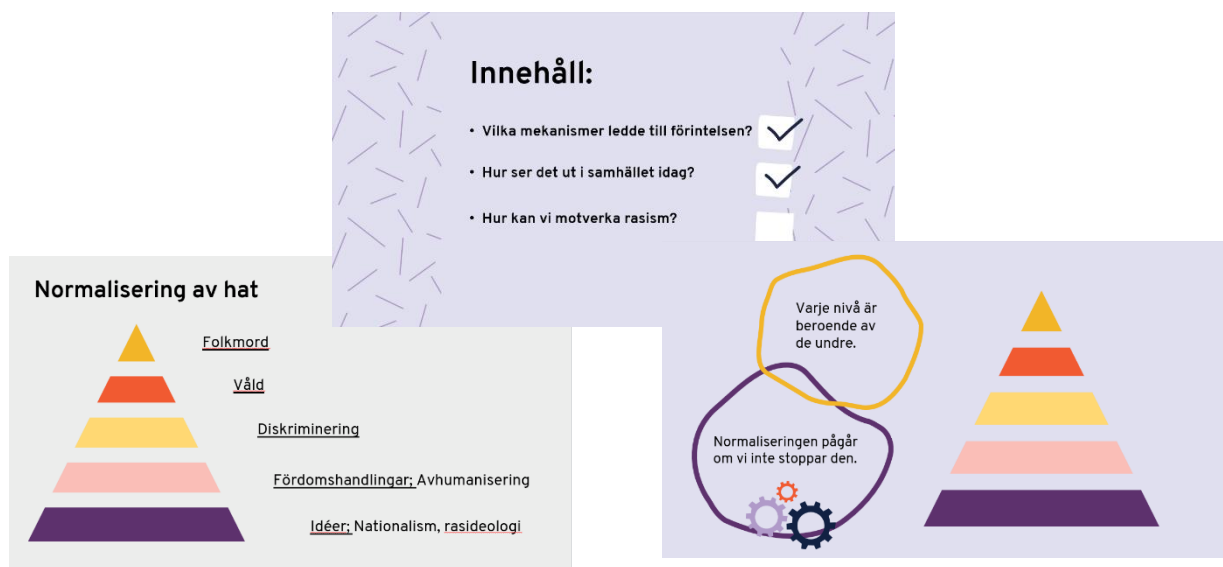 Innehåll:
• Vilka mekanismer ledde till förintelsen?
• Hur ser det ut i samhället idag?
• Hur kan vi motverka rasism?
Normalisering av hat
Folkmord
Våld
Diskriminering
Fördomshandlingar; Avhumanisering
Idéer; Nationalism, rasideologi
Varje nivå är
beroende av
de undre.
Normaliseringen pågår
om vi inte stoppar den.